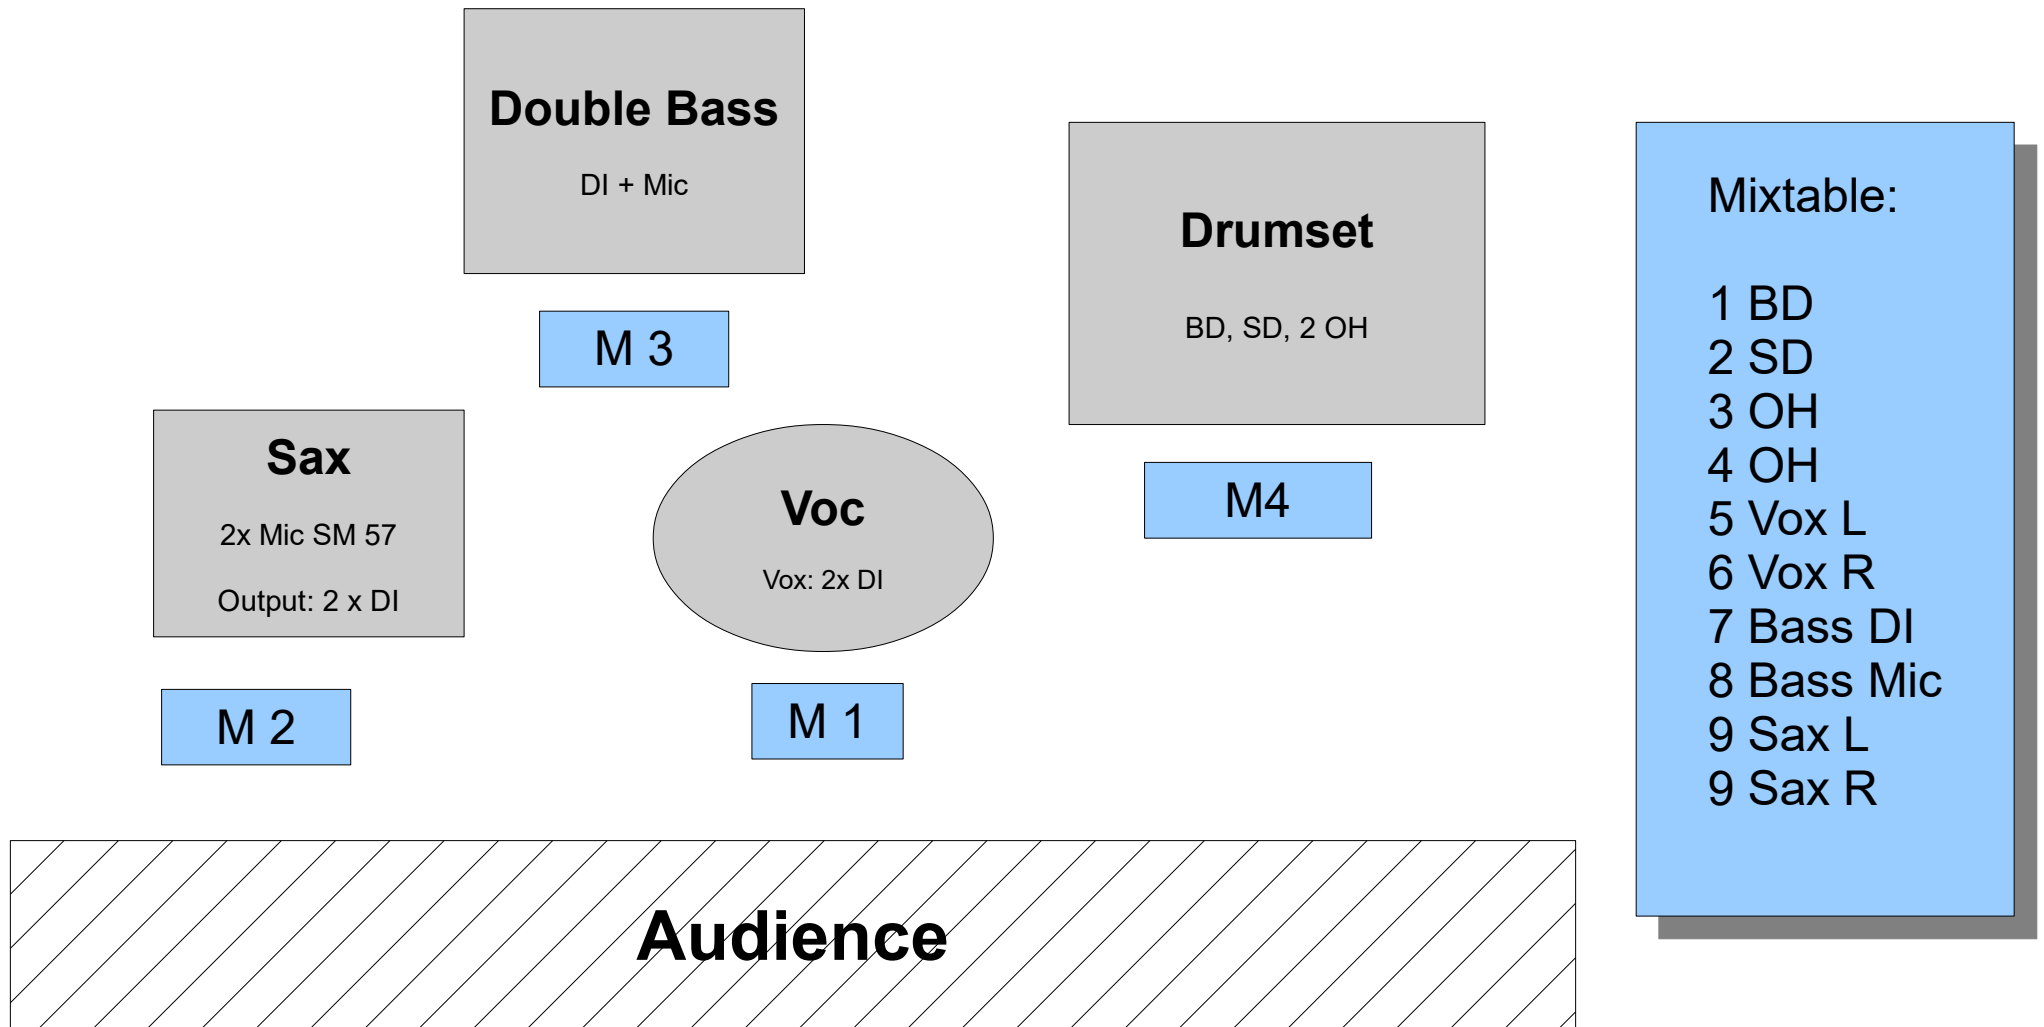 Double Bass
DI + Mic
M 3
Drumset
BD, SD, 2 OH
M4
Sax
2x Mic SM 57
Output: 2 x DI
M 2
Voc
Vox: 2x DI
M 1
Audience
Mixtable:
1 BD
2 SD
3 OH
4 OH
5 Vox L
6 Vox R
7 Bass DI
8 Bass Mic
9 Sax L
9 Sax R